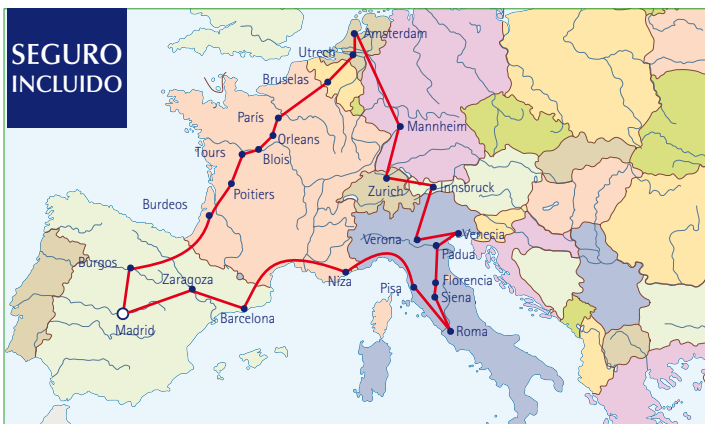 SEGURO
INCLUIDO
Amsterdam
Utrech
Bruselas
París
Mannheim
Orleans
Tours
Blois
Zurich
Innsbruck
Poitiers
Burdeos
Verona
Venecia
Padua
Burgos
Zaragoza
Niza
Pisa
Florencia
Sjena
Barcelona
Madrid
Roma